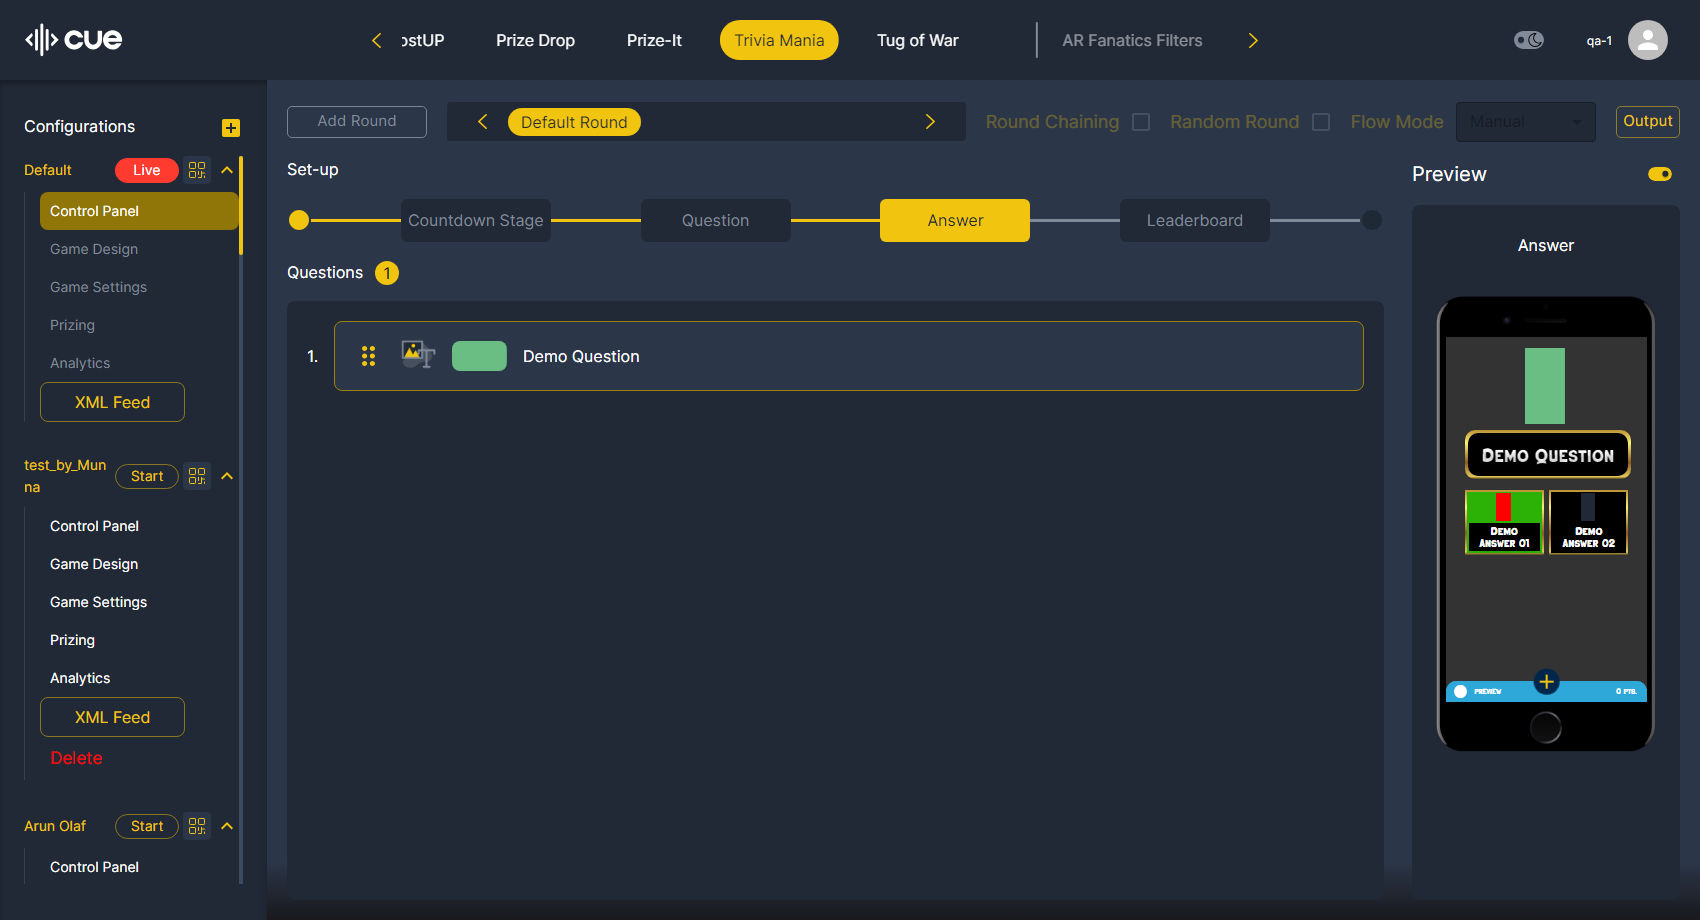 cue
ostUP
Prize Drop
Prize-It
Trivia Mania
Tug of War
AR Fanatics Filters
qa-1
Configurations
Default
Live
Control Panel
Game Design
Game Settings
Prizing
Analytics
XML Feed
test_by_Mun
na
Start
Control Panel
Game Design
Game Settings
Prizing
Analytics
XML Feed
Delete
Arun Olaf
Start
Control Panel
Add Round
Default Round
Round Chaining
Random Round
Flow Mode
Manual
Output
Set-up
Countdown Stage
Question
Answer
Leaderboard
Questions
1
1.
Demo Question
Preview
Answer
Demo Question
Demo
Answer 01
Demo
Answer 02
PREVIEW
0 PTS.